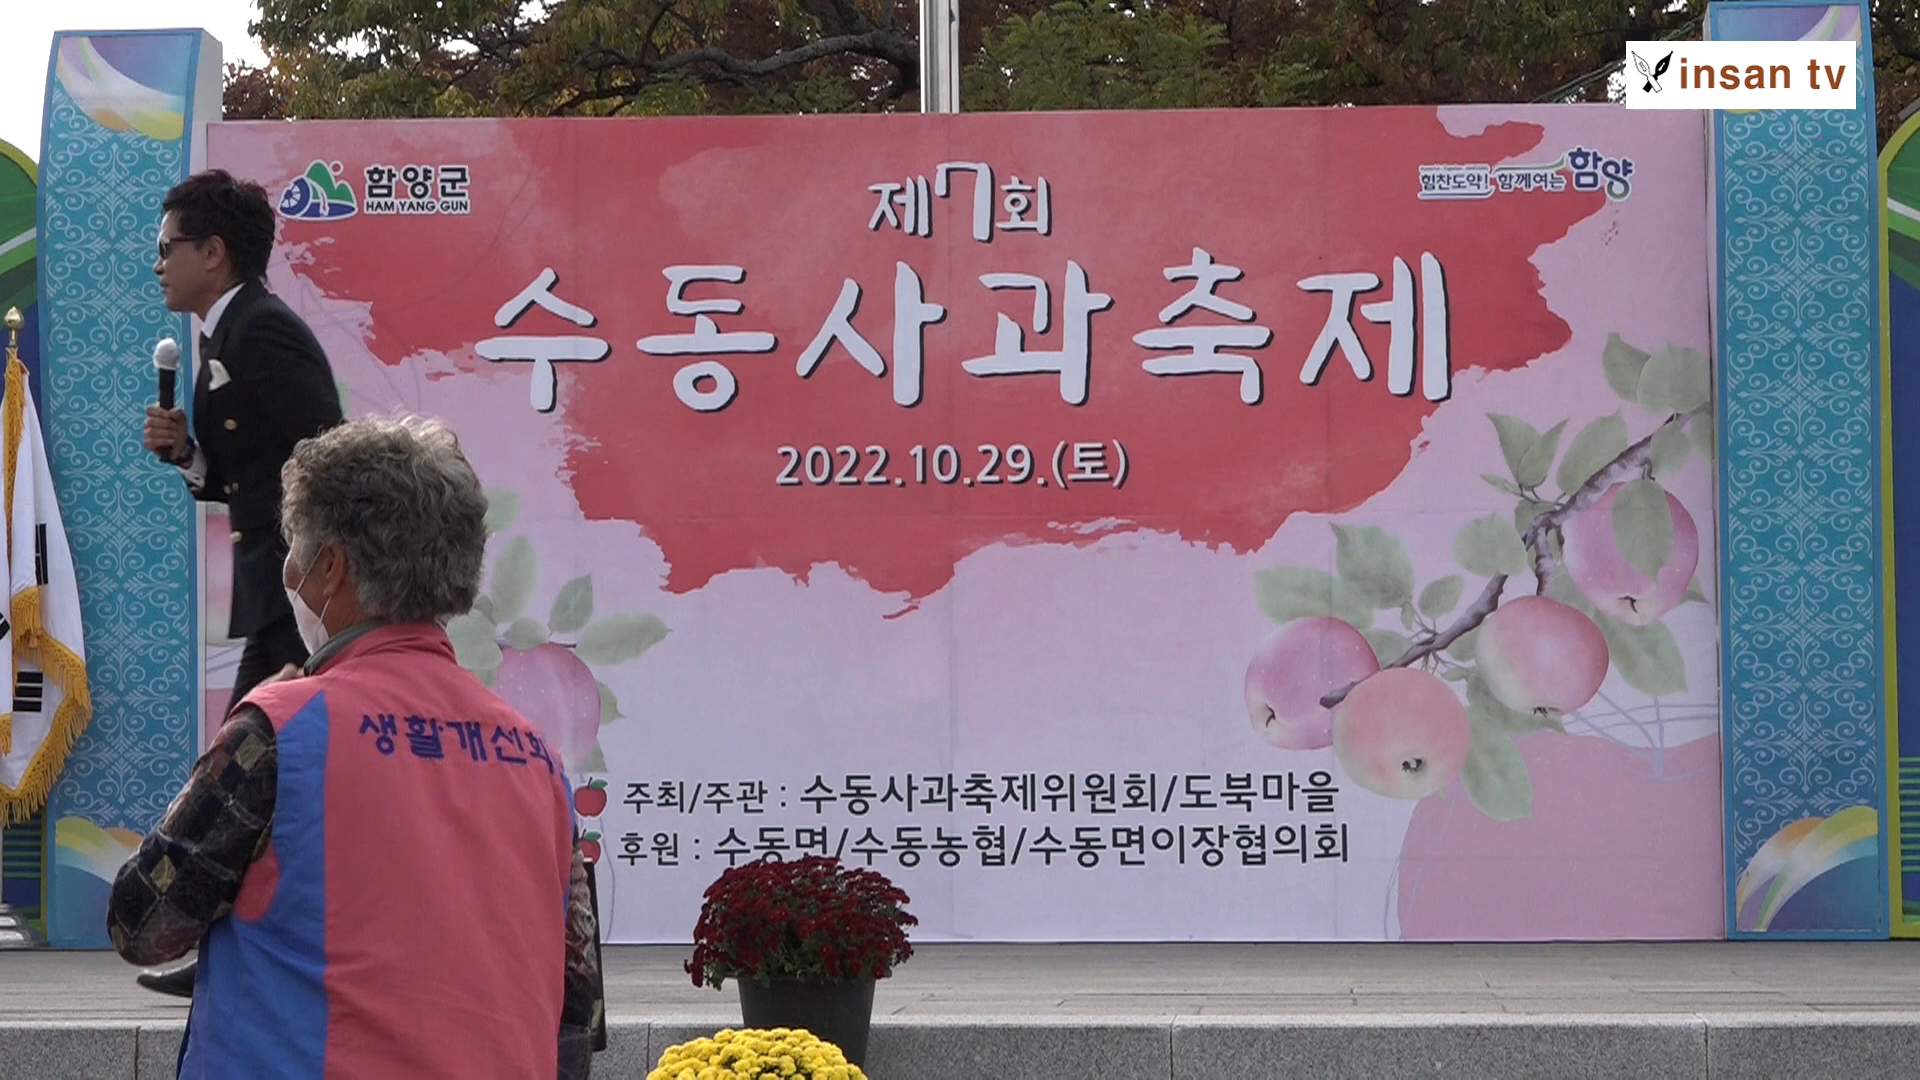 insan tv
함양군
HAM YANG GUN
힘찬도약! 함께여는 함양
제7회
수동사과축제
2022.10.29.(토)
생활개선회
주최/주관 : 수동사과축제위원회/도북마을
후원 : 수동면/수동농협/수동면이장협의회